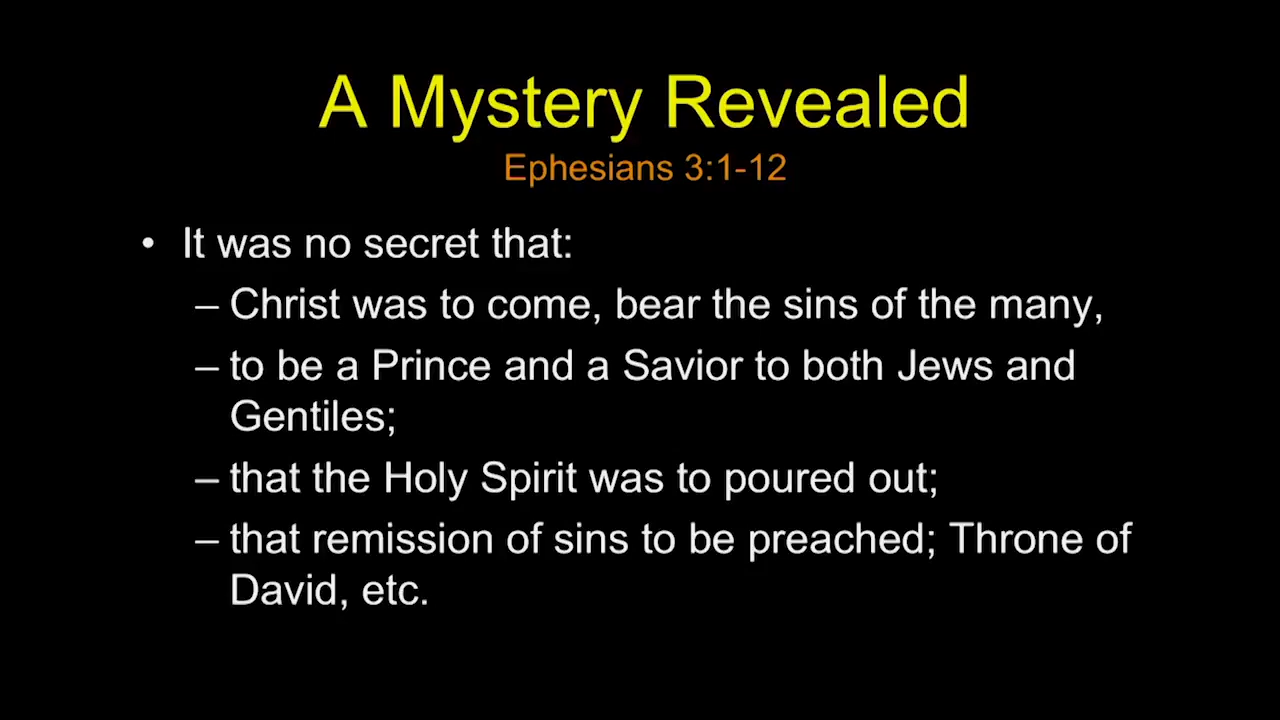 A Mystery Revealed
Ephesians 3:1-12
• It was no secret that:
– Christ was to come, bear the sins of the many,
– to be a Prince and a Savior to both Jews and
Gentiles;
– that the Holy Spirit was to poured out;
– that remission of sins to be preached; Throne of
David, etc.